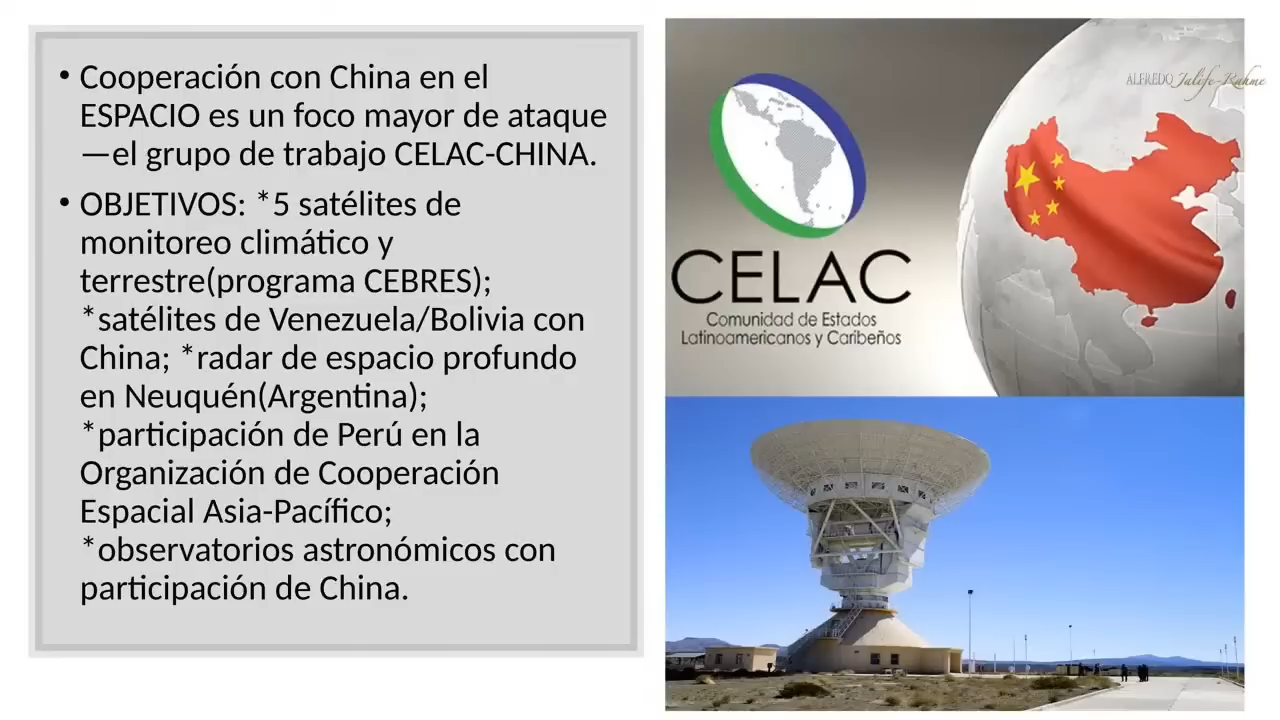 • Cooperación con China en el
ESPACIO es un foco mayor de ataque
—el grupo de trabajo CELAC-CHINA.
• OBJETIVOS: *5 satélites de
monitoreo climático y
terrestre(programa CEBRES);
*satélites de Venezuela/Bolivia con
China; *radar de espacio profundo
en Neuquén(Argentina);
*participación de Perú en la
Organización de Cooperación
Espacial Asia-Pacífico;
*observatorios astronómicos con
participación de China.
ALFREDO Jalife-Rahme
CELAC
Comunidad de Estados
Latinoamericanos y Caribeños